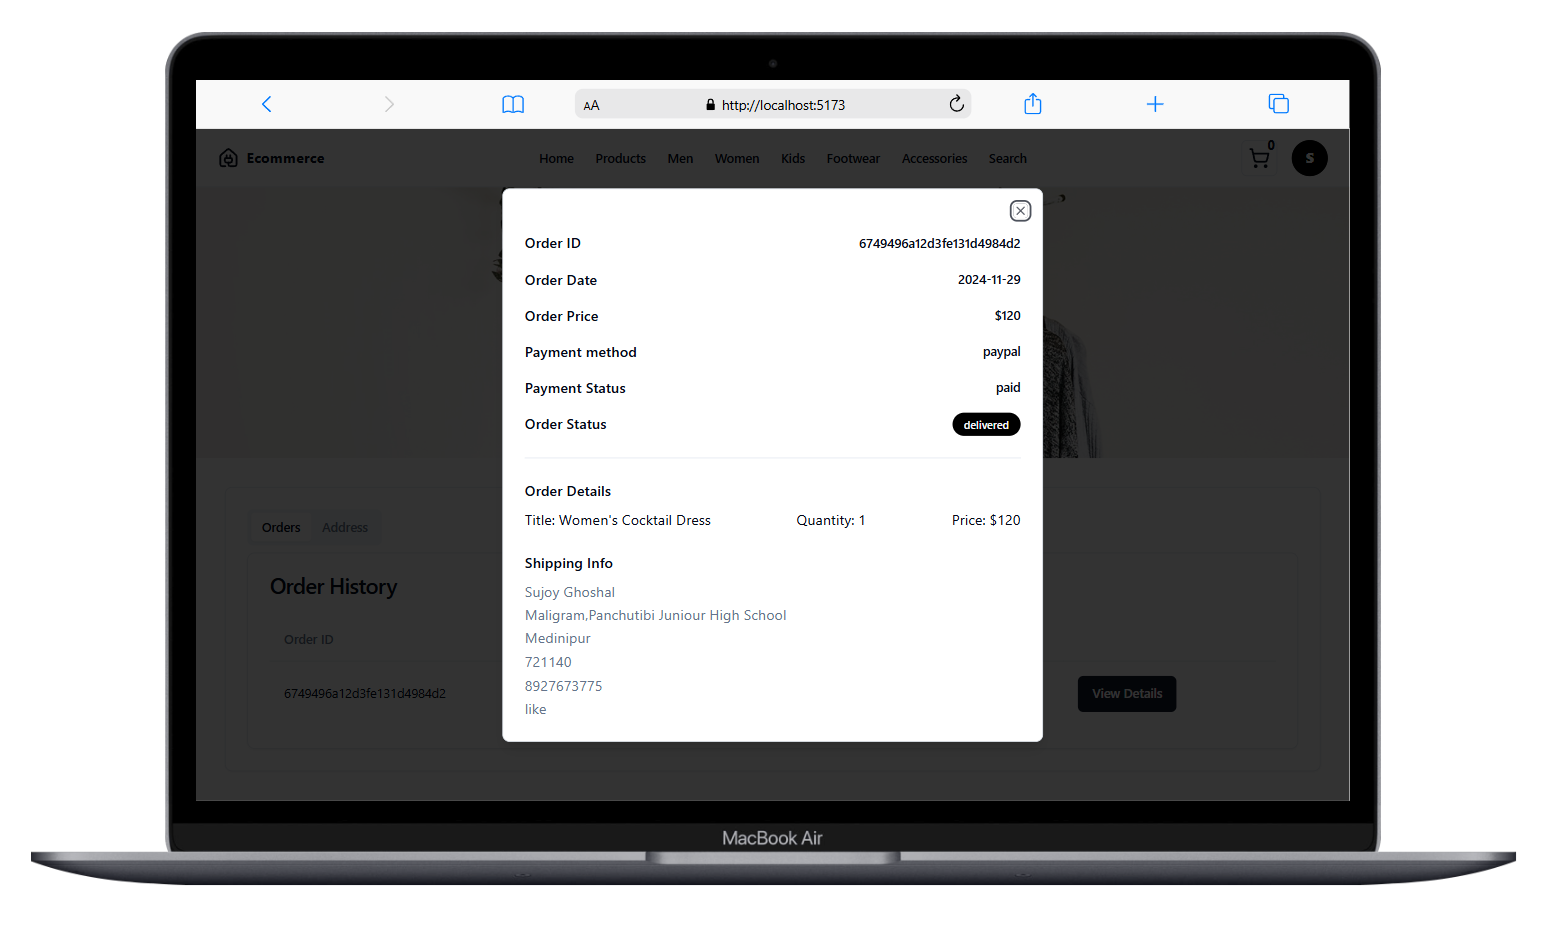 AA http://localhost:5173
Ecommerce Home Products Men Women Kids Footwear Accessories Search 0 S
Order ID 6749496a12d3fe131d4984d2
Order Date 2024-11-29
Order Price $120
Payment method paypal
Payment Status paid
Order Status delivered
Order Details
Title: Women's Cocktail Dress Quantity: 1 Price: $120
Shipping Info
Sujoy Ghoshal
Maligram,Panchutibi Juniour High School
Medinipur
721140
8927673775
like
Orders Address
Order History
Order ID
6749496a12d3fe131d4984d2 View Details
MacBook Air